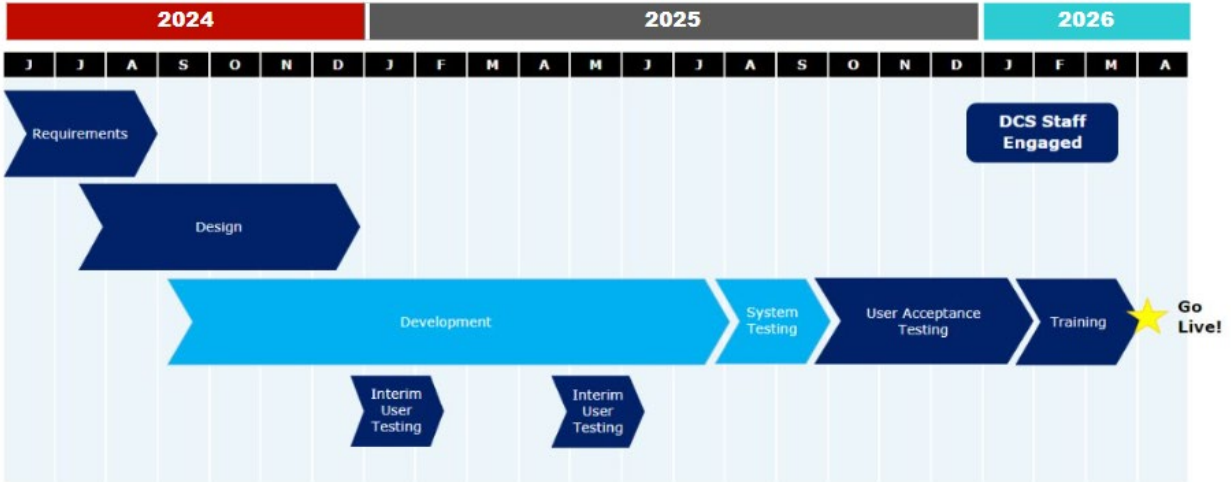 2024 2025 2026
J J A S O N D J F M A M J J A S O N D J F M A
DCS Staff
Engaged
Requirements
Design
Development
System
Testing
User Acceptance
Testing
Training
Go
Live!
Interim
User
Testing
Interim
User
Testing